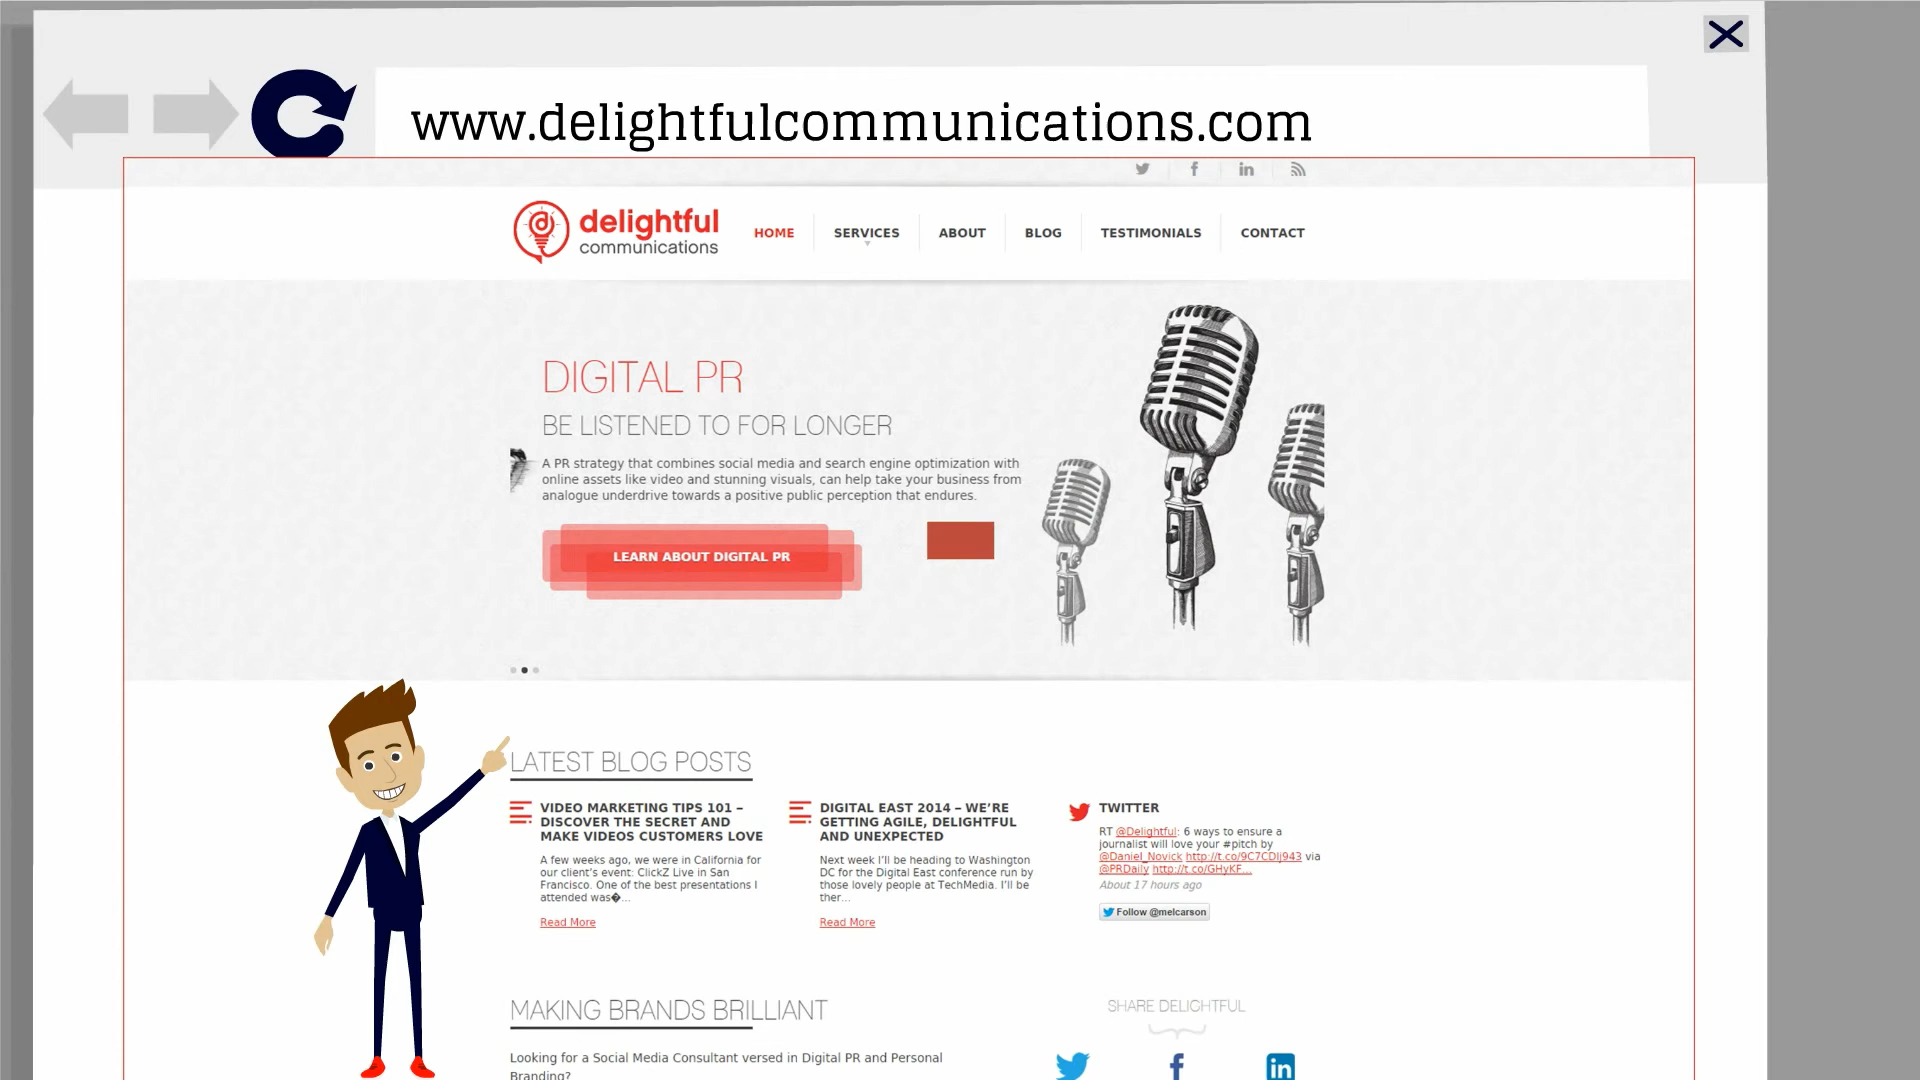 www.delightfulcommunications.com
delightful
communications
HOME SERVICES ABOUT BLOG TESTIMONIALS CONTACT
DIGITAL PR
BE LISTENED TO FOR LONGER
A PR strategy that combines social media and search engine optimization with
online assets like video and stunning visuals, can help take your business from
analogue underdrive towards a positive public perception that endures.
LEARN ABOUT DIGITAL PR
LATEST BLOG POSTS
VIDEO MARKETING TIPS 101 –
DISCOVER THE SECRET AND
MAKE VIDEOS CUSTOMERS LOVE
A few weeks ago, we were in California for
our client's event: ClickZ Live in San
Francisco. One of the best presentations I
attended was�...
Read More
DIGITAL EAST 2014 – WE'RE
GETTING AGILE, DELIGHTFUL
AND UNEXPECTED
Next week I'll be heading to Washington
DC for the Digital East conference run by
those lovely people at TechMedia. I'll be
ther...
Read More
TWITTER
RT @Delightful: 6 ways to ensure a
journalist will love your #pitch by
@Daniel_Novick http://t.co/9C7CDIj943 via
@PRDaily http://t.co/GHyKF...
About 17 hours ago
Follow @melcarson
MAKING BRANDS BRILLIANT
Looking for a Social Media Consultant versed in Digital PR and Personal
Branding?
SHARE DELIGHTFUL